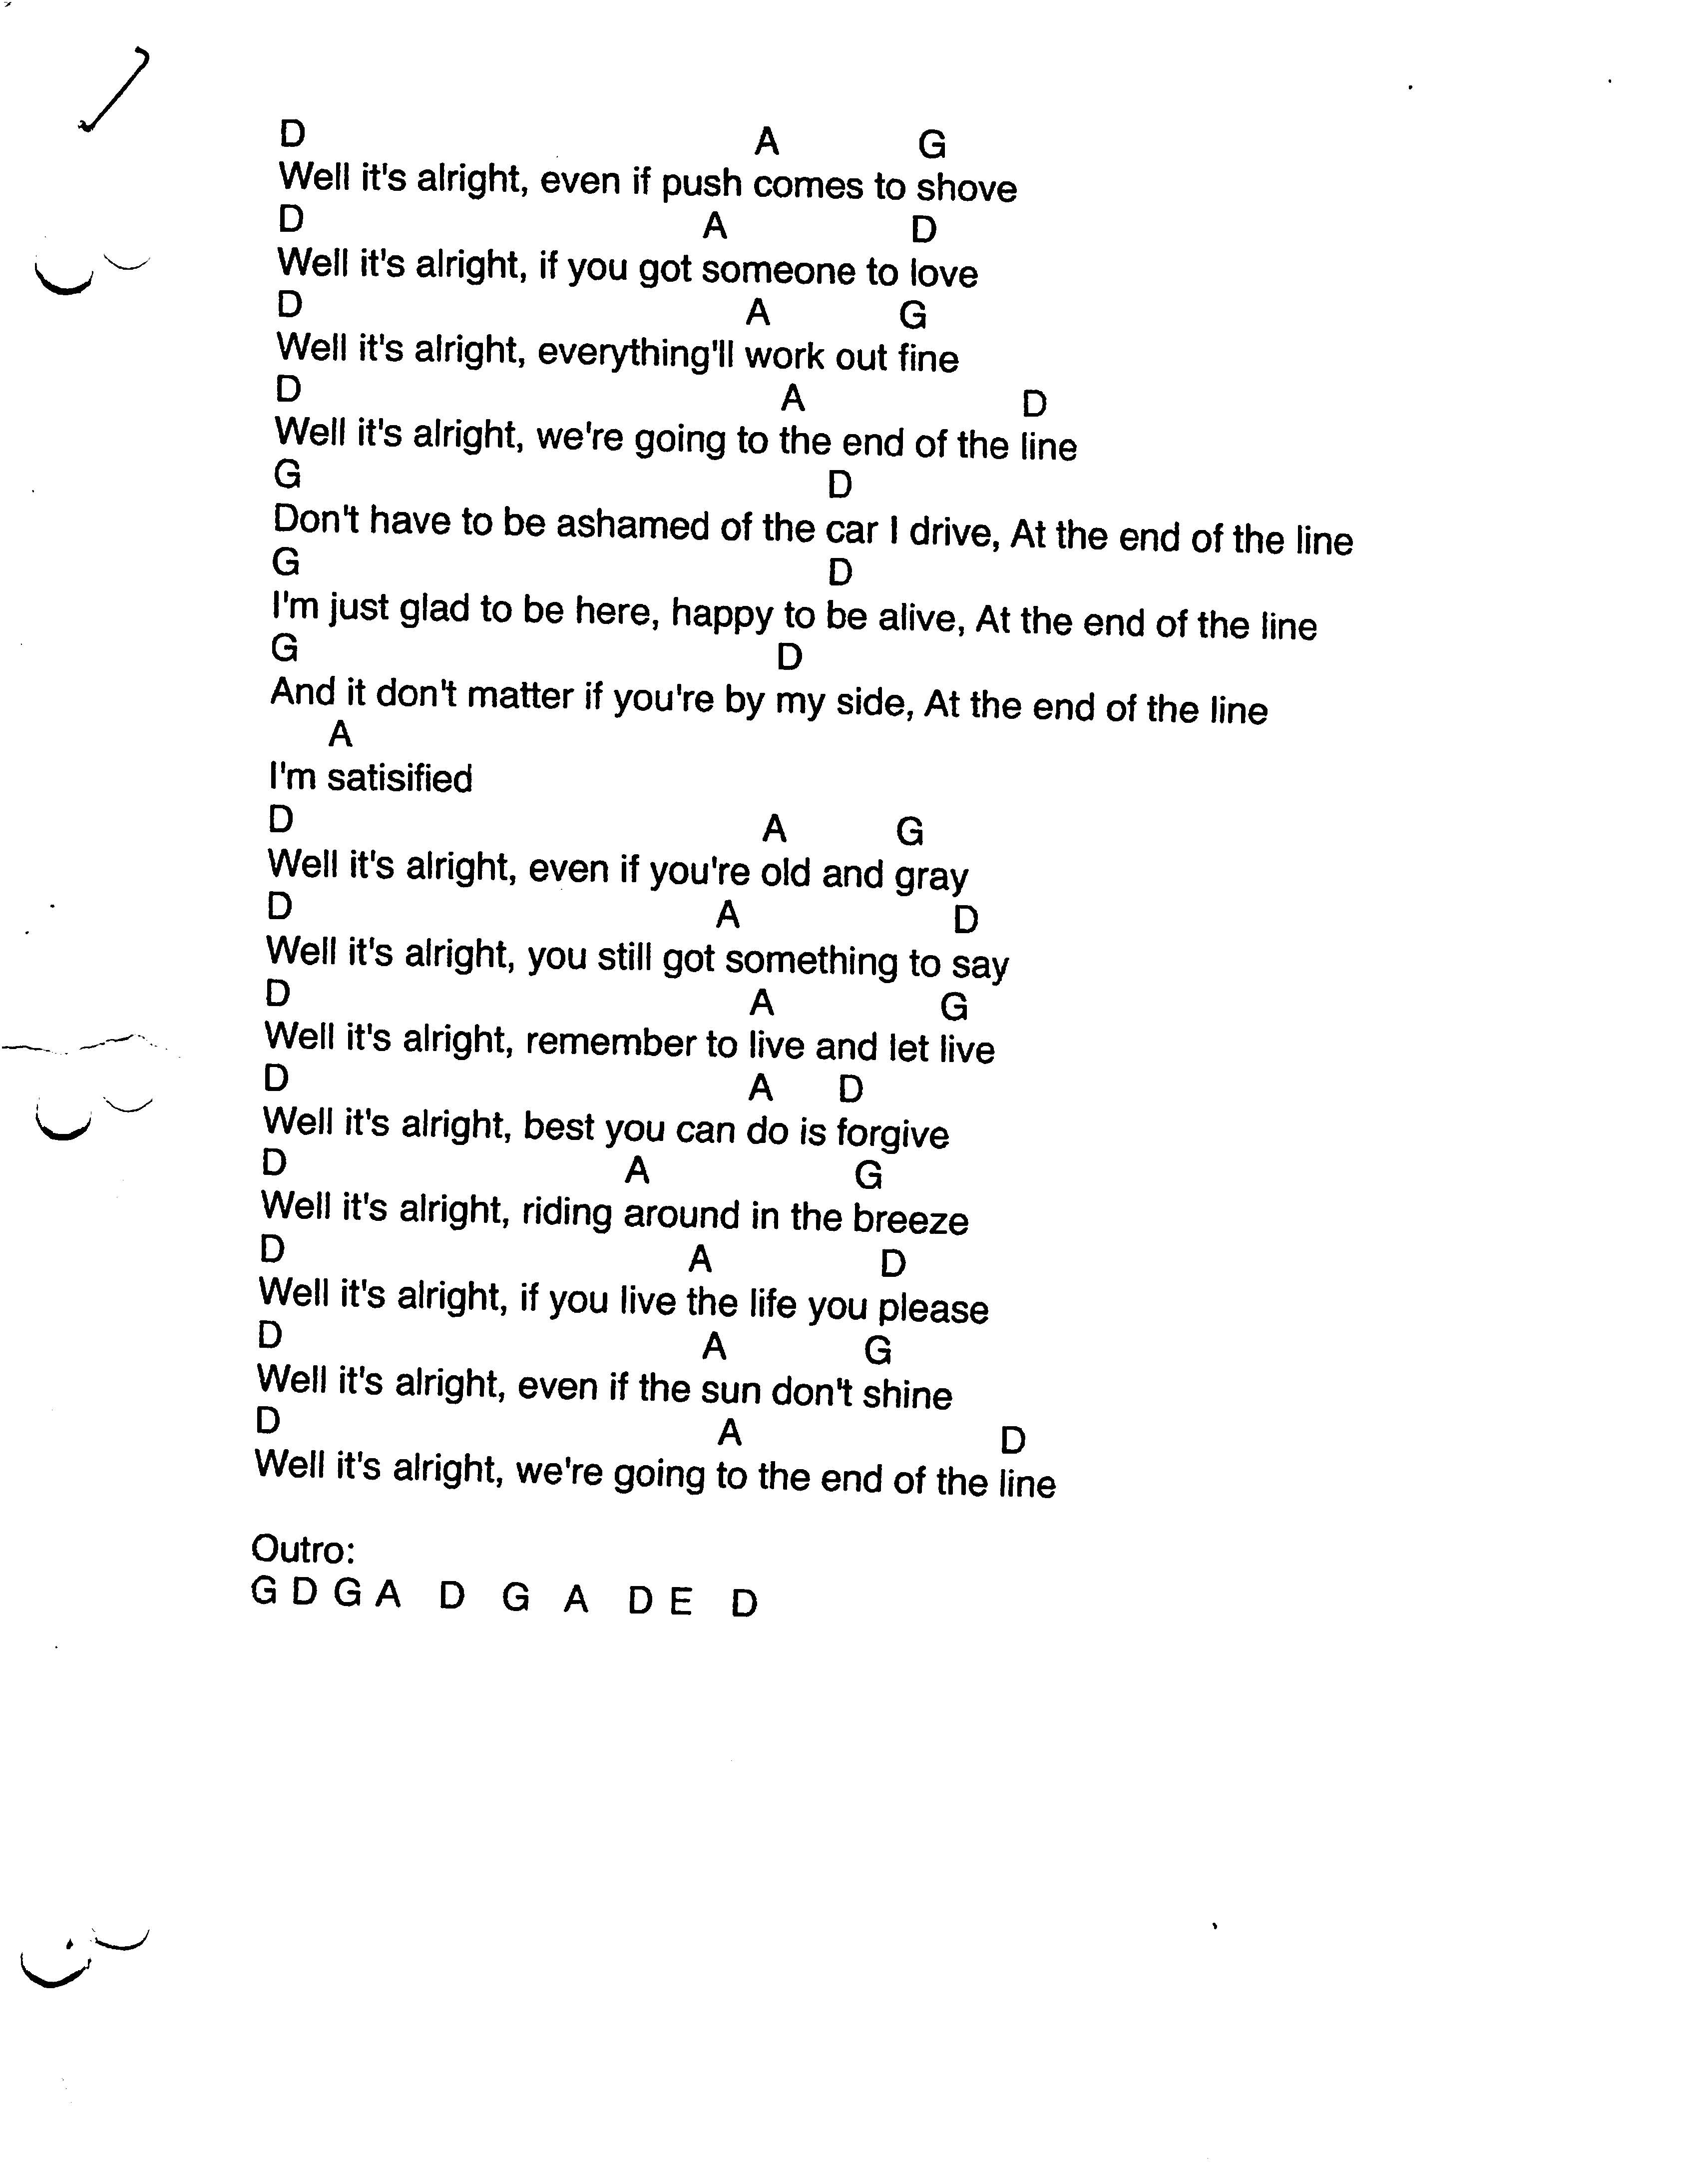 D A G
Well it's alright, even if push comes to shove
D A D
Well it's alright, if you got someone to love
D A G
Well it's alright, everything'll work out fine
D A D
Well it's alright, we're going to the end of the line
G D
Don't have to be ashamed of the car I drive, At the end of the line
G D
I'm just glad to be here, happy to be alive, At the end of the line
G D
And it don't matter if you're by my side, At the end of the line
A
I'm satisified
D A G
Well it's alright, even if you're old and gray
D A D
Well it's alright, you still got something to say
D A G
Well it's alright, remember to live and let live
D A D
Well it's alright, best you can do is forgive
D A G
Well it's alright, riding around in the breeze
D A D
Well it's alright, if you live the life you please
D A G
Well it's alright, even if the sun don't shine
D A D
Well it's alright, we're going to the end of the line
Outro:
G D G A D G A D E D